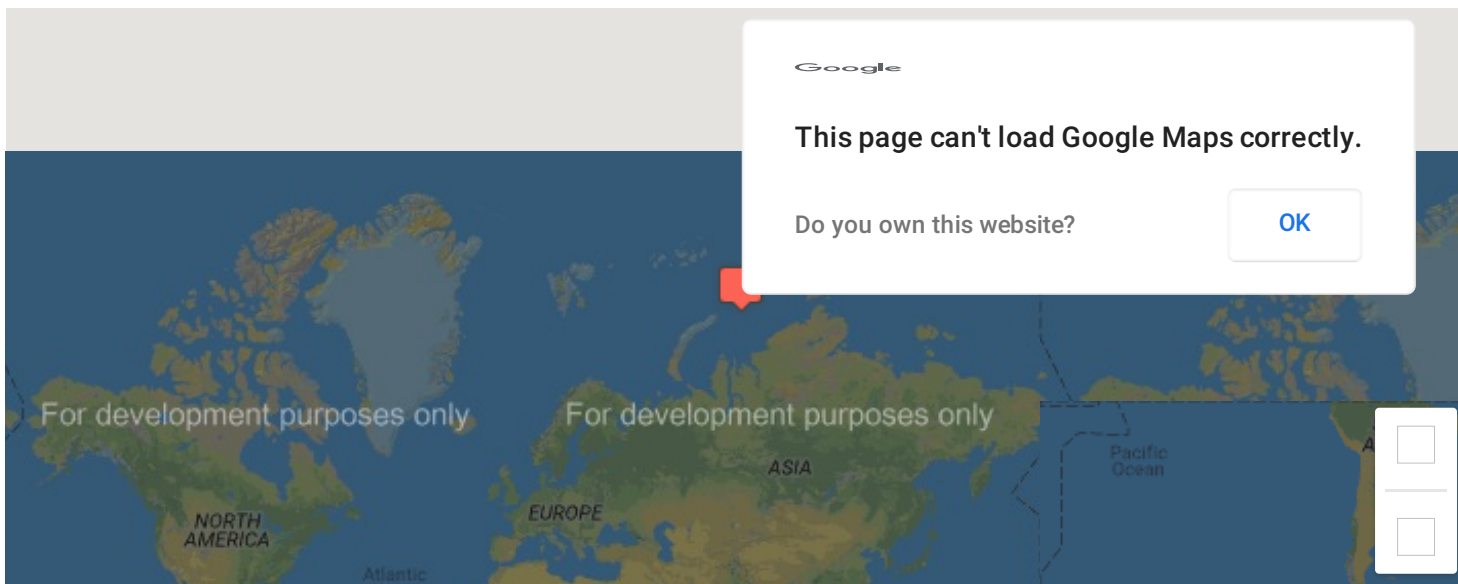 Google
This page can't load Google Maps correctly.
Do you own this website?
OK
For development purposes only
For development purposes only
Pacific
Ocean
ASIA
EUROPE
NORTH
AMERICA
Atlantic